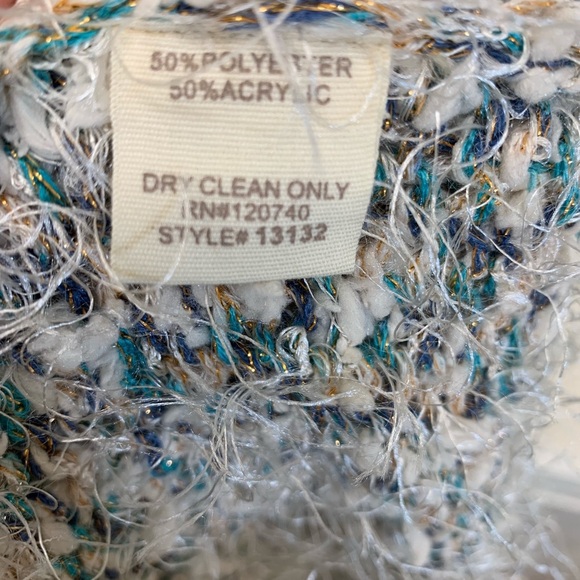 50%POLYESTER
50%ACRYLIC
DRY CLEAN ONLY
RN#120740
STYLE# 13132